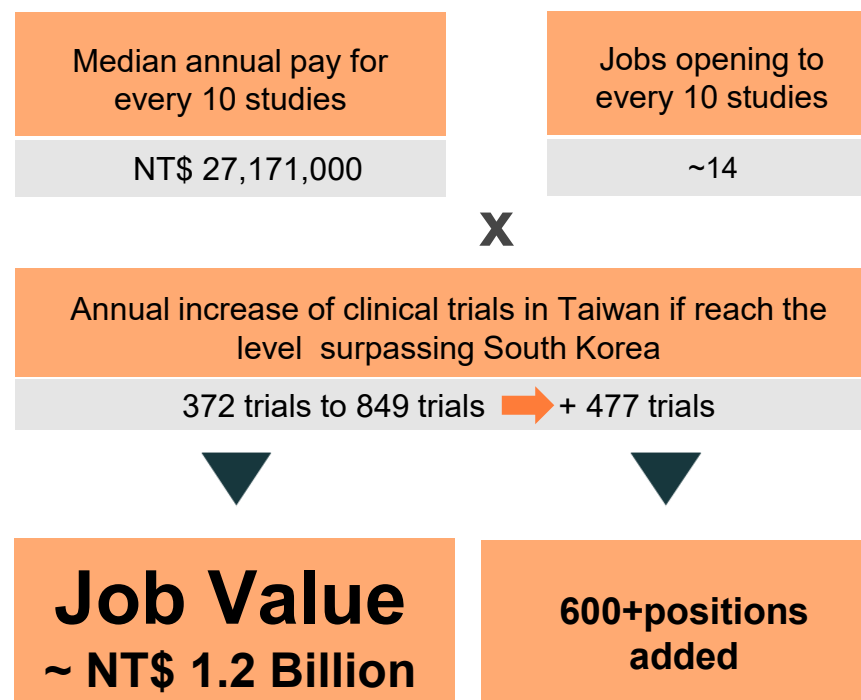 Median annual pay for
every 10 studies
NT$ 27,171,000
Jobs opening to
every 10 studies
~14
X
Annual increase of clinical trials in Taiwan if reach the
level surpassing South Korea
372 trials to 849 trials + 477 trials
Job Value
~ NT$ 1.2 Billion
600+positions
added